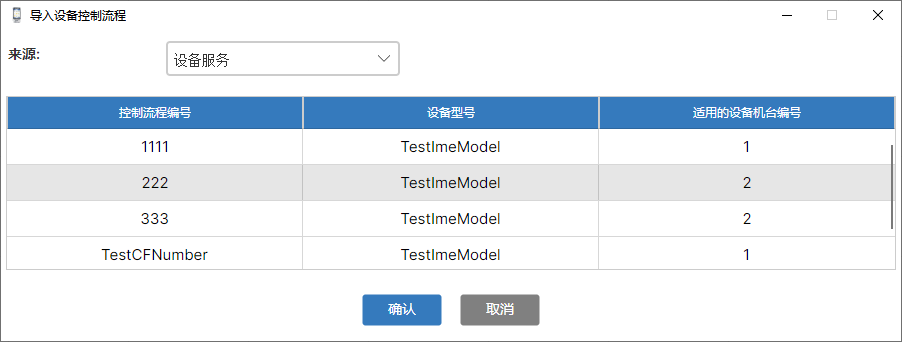 导入设备控制流程
来源:
设备服务
控制流程编号 设备型号 适用的设备机台编号
1111 TestImeModel 1
222 TestImeModel 2
333 TestImeModel 2
TestCFNumber TestImeModel 1
确认 取消